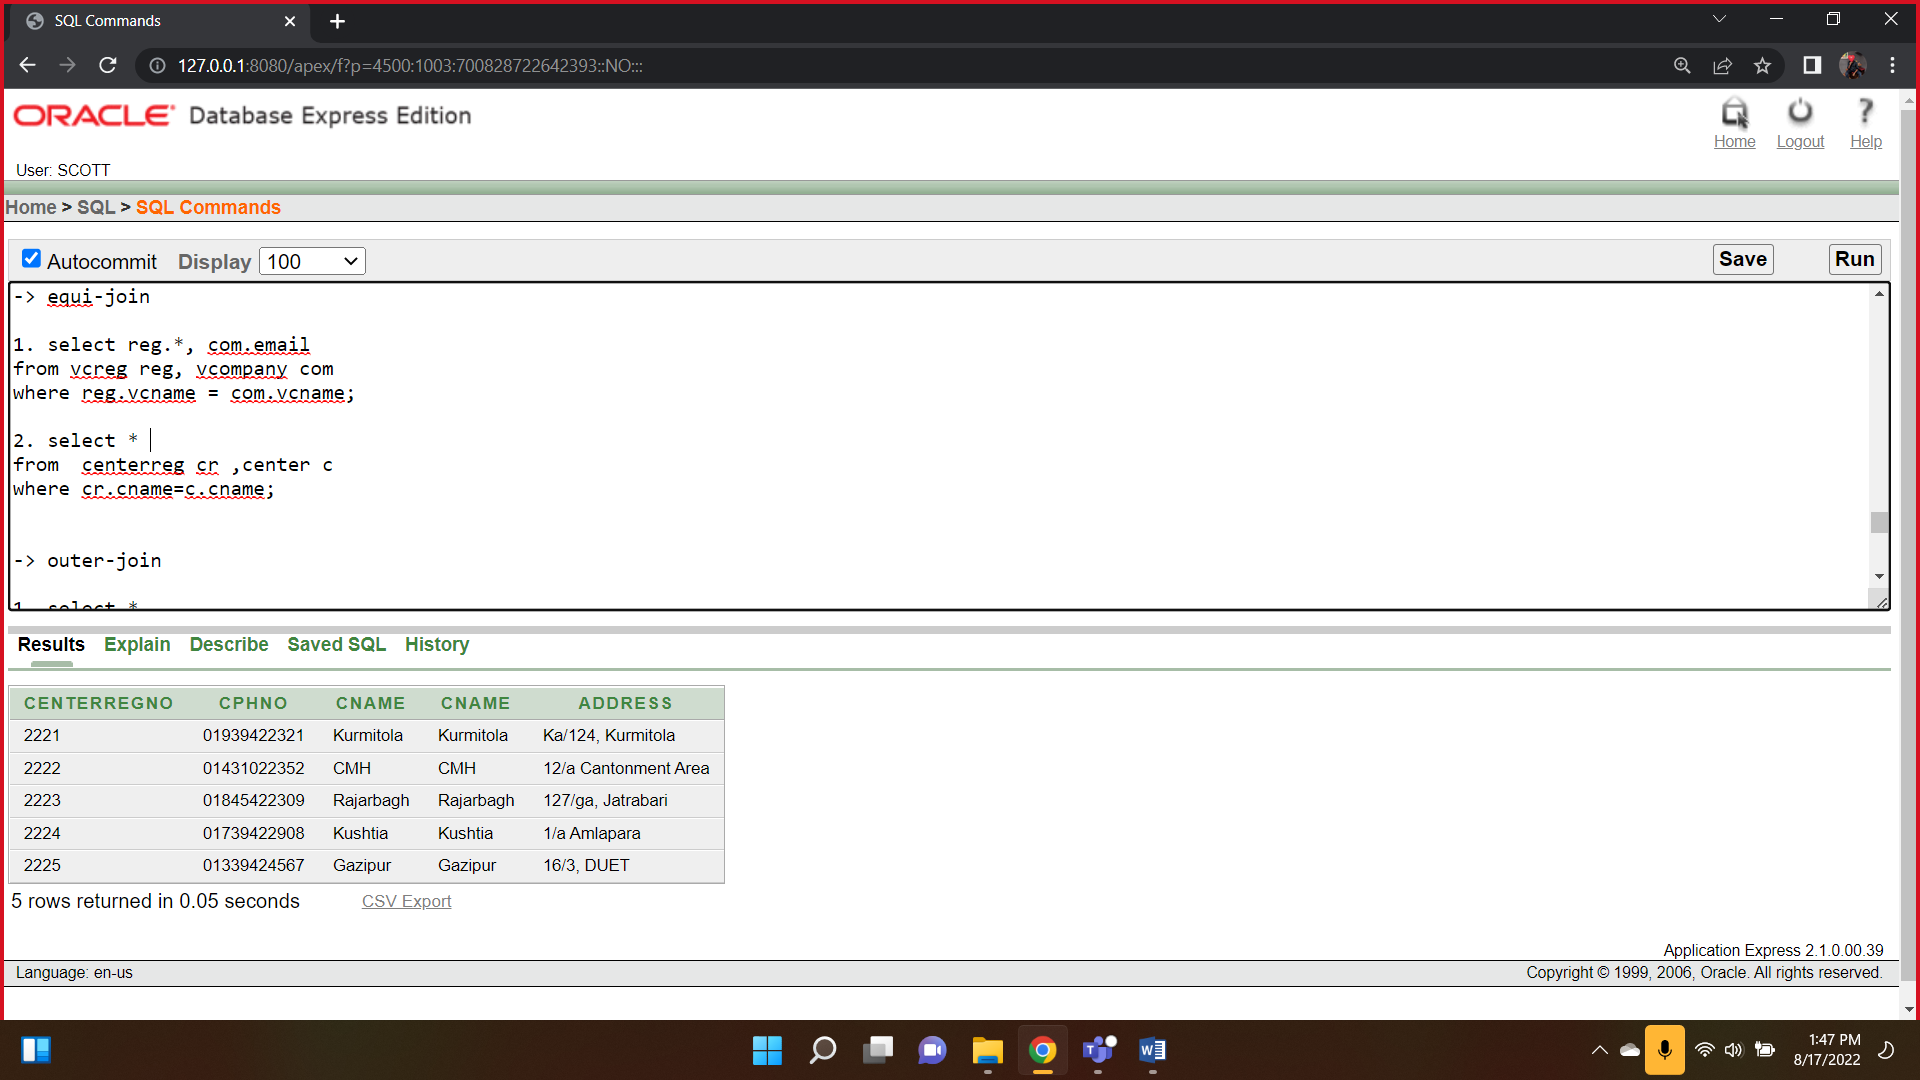 SQL Commands
127.0.0.1:8080/apex/f?p=4500:1003:700828722642393::NO:::
ORACLE Database Express Edition
Home Logout Help
User: SCOTT
Home > SQL > SQL Commands
Autocommit Display 100 Save Run
-> equi-join
1. select reg.*, com.email
from vcreg reg, vcompany com
where reg.vcname = com.vcname;
2. select *
from centerreg cr ,center c
where cr.cname=c.cname;
-> outer-join
1. select *
Results Explain Describe Saved SQL History
CENTERREGNO CPHNO CNAME CNAME ADDRESS
2221 01939422321 Kurmitola Kurmitola Ka/124, Kurmitola
2222 01431022352 CMH CMH 12/a Cantonment Area
2223 01845422309 Rajarbagh Rajarbagh 127/ga, Jatrabari
2224 01739422908 Kushtia Kushtia 1/a Amlapara
2225 01339424567 Gazipur Gazipur 16/3, DUET
5 rows returned in 0.05 seconds CSV Export
Application Express 2.1.0.00.39
Language: en-us Copyright © 1999, 2006, Oracle. All rights reserved.
1:47 PM
8/17/2022